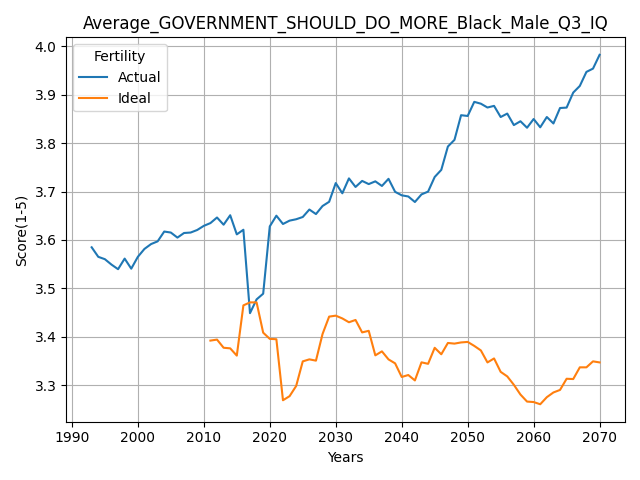 Average_GOVERNMENT_SHOULD_DO_MORE_Black_Male_Q3_IQ
Fertility
Actual
Ideal
Score(1-5)
4.0
3.9
3.8
3.7
3.6
3.5
3.4
3.3
1990 2000 2010 2020 2030 2040 2050 2060 2070
Years